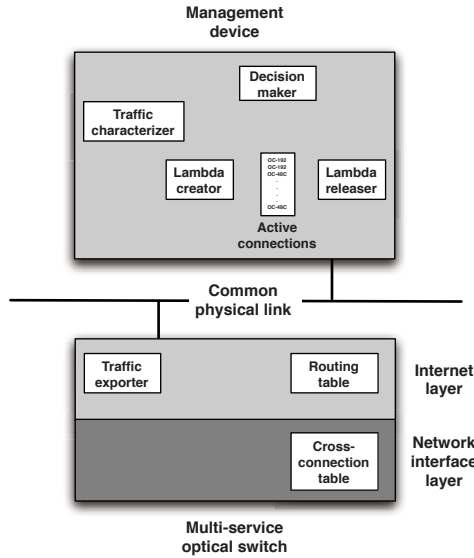 Management
device
Decision
maker
Traffic
characterizer
Lambda
creator
OC-192
OC-192
OC-48C
.
.
.
.
OC-48C
Lambda
releaser
Active
connections
Common
physical link
Traffic
exporter
Routing
table
Internet
layer
Cross-
connection
table
Network
interface
layer
Multi-service
optical switch